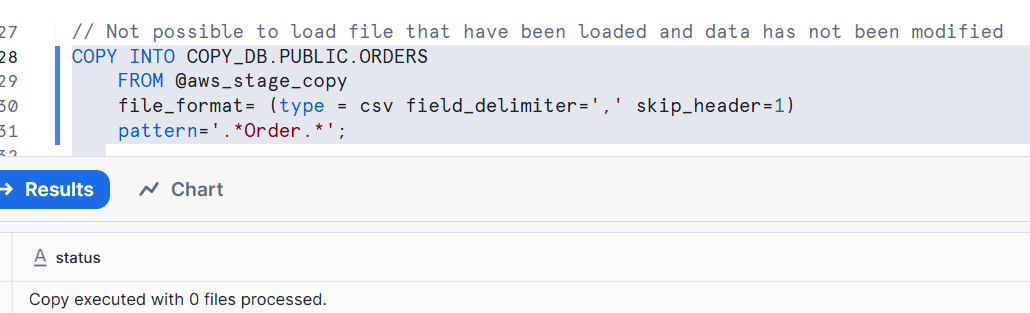 27 // Not possible to load file that have been loaded and data has not been modified
28 COPY INTO COPY_DB.PUBLIC.ORDERS
29 FROM @aws_stage_copy
30 file_format= (type = csv field_delimiter=',' skip_header=1)
31 pattern='.*Order.*';
32
Results Chart
A status
Copy executed with 0 files processed.